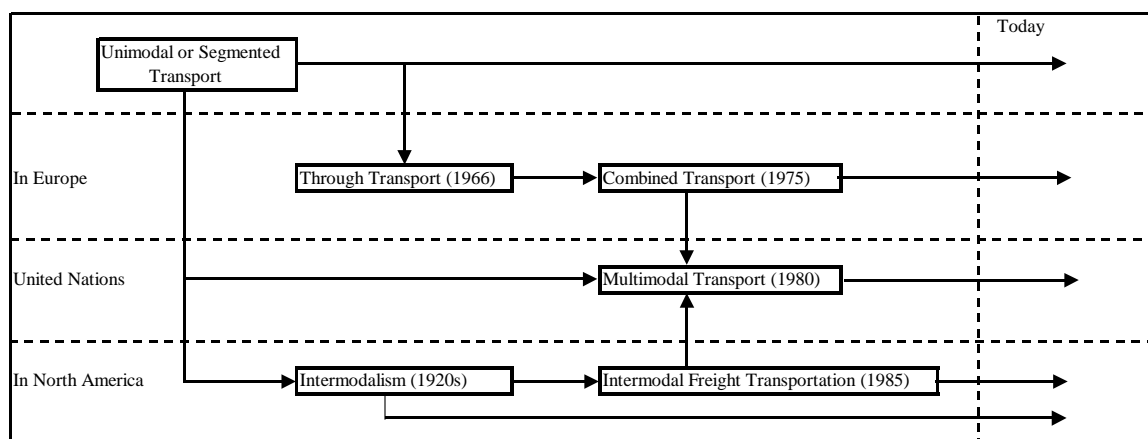 Today
Unimodal or Segmented
Transport
In Europe
Through Transport (1966)
Combined Transport (1975)
United Nations
Multimodal Transport (1980)
In North America
Intermodalism (1920s)
Intermodal Freight Transportation (1985)